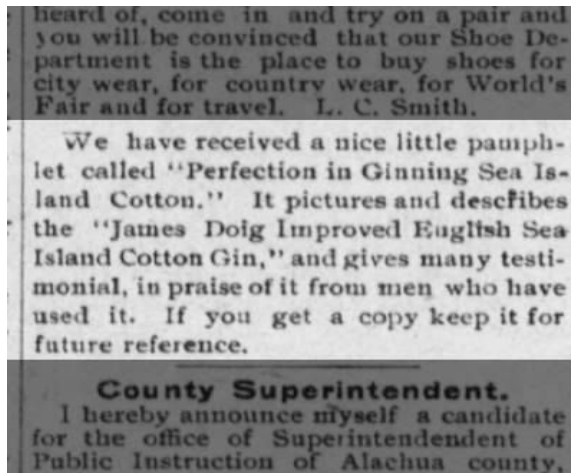 heard of, come in and try on a pair and
you will be convinced that our Shoe De-
partment is the place to buy shoes for
city wear, for country wear, for World's
Fair and for travel. L. C. Smith.
We have received a nice little pamph-
let called "Perfection in Ginning Sea Is-
land Cotton." It pictures and describes
the "James Doig Improved English Sea
Island Cotton Gin," and gives many testi-
monial, in praise of it from men who have
used it. If you get a copy keep it for
future reference.
County Superintendent.
I hereby announce myself a candidate
for the office of Superintendendent of
Public Instruction of Alachua county,